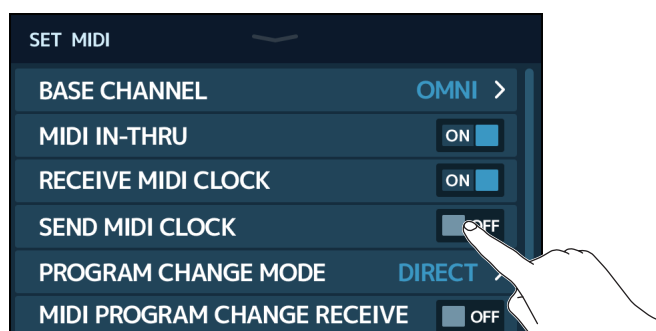 SET MIDI
BASE CHANNEL OMNI >
MIDI IN-THRU ON
RECEIVE MIDI CLOCK ON
SEND MIDI CLOCK OFF
PROGRAM CHANGE MODE DIRECT >
MIDI PROGRAM CHANGE RECEIVE OFF